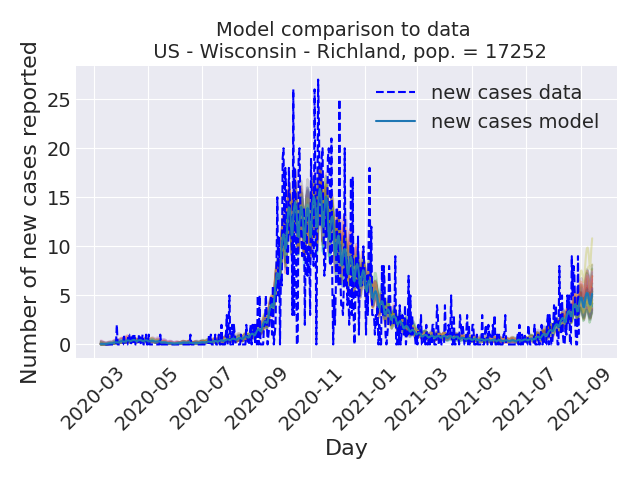 Model comparison to data
US - Wisconsin - Richland, pop. = 17252
new cases data
new cases model
Number of new cases reported
25
20
15
10
5
0
2020-03
2020-05
2020-07
2020-09
2020-11
2021-01
2021-03
2021-05
2021-07
2021-09
Day